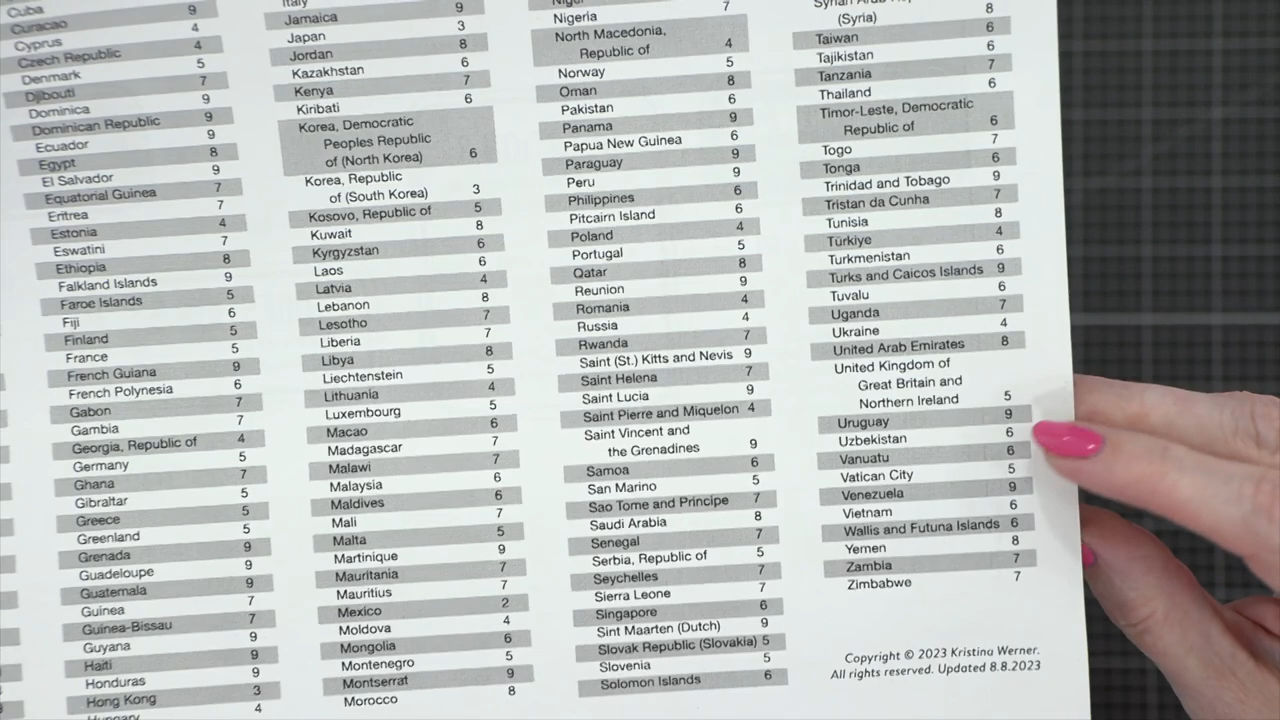 Cuba
Curacao 9
Cyprus 4
Czech Republic 4
Denmark 5
Djibouti 7
Dominica 9
Dominican Republic 9
Ecuador 9
Egypt 8
El Salvador 9
Equatorial Guinea 7
Eritrea 7
Estonia 4
Eswatini 7
Ethiopia 8
Falkland Islands 9
Faroe Islands 5
Fiji 6
Finland 5
France 5
French Guiana 9
French Polynesia 6
Gabon 7
Gambia 7
Georgia, Republic of 4
Germany 5
Ghana 7
Gibraltar 5
Greece 5
Greenland 5
Grenada 9
Guadeloupe 9
Guatemala 9
Guinea 7
Guinea-Bissau 7
Guyana 9
Haiti 9
Honduras 9
Hong Kong 3
Hungary 4
Italy
Jamaica 9
Japan 3
Jordan 8
Kazakhstan 6
Kenya 7
Kiribati 6
Korea, Democratic
Peoples Republic
of (North Korea) 6
Korea, Republic
of (South Korea) 3
Kosovo, Republic of 5
Kuwait 8
Kyrgyzstan 6
Laos 6
Latvia 4
Lebanon 8
Lesotho 7
Liberia 7
Libya 8
Liechtenstein 5
Lithuania 4
Luxembourg 5
Macao 6
Madagascar 7
Malawi 7
Malaysia 6
Maldives 6
Mali 7
Malta 5
Martinique 9
Mauritania 7
Mauritius 7
Mexico 2
Moldova 4
Mongolia 6
Montenegro 5
Montserrat 9
Morocco 8
Niger
Nigeria 7
North Macedonia,
Republic of 4
Norway 5
Oman 8
Pakistan 6
Panama 9
Papua New Guinea 6
Paraguay 9
Peru 9
Philippines 6
Pitcairn Island 6
Poland 4
Portugal 5
Qatar 8
Reunion 9
Romania 4
Russia 4
Rwanda 7
Saint (St.) Kitts and Nevis 9
Saint Helena 7
Saint Lucia 9
Saint Pierre and Miquelon 4
Saint Vincent and
the Grenadines 9
Samoa 6
San Marino 5
Sao Tome and Principe 7
Saudi Arabia 8
Senegal 7
Serbia, Republic of 5
Seychelles 7
Sierra Leone 7
Singapore 6
Sint Maarten (Dutch) 9
Slovak Republic (Slovakia) 5
Slovenia 5
Solomon Islands 6
Syrian
(Syria) 8
Taiwan 6
Tajikistan 6
Tanzania 7
Thailand 6
Timor-Leste, Democratic
Republic of 6
Togo 7
Tonga 6
Trinidad and Tobago 9
Tristan da Cunha 7
Tunisia 8
Türkiye 4
Turkmenistan 6
Turks and Caicos Islands 9
Tuvalu 6
Uganda 7
Ukraine 4
United Arab Emirates 8
United Kingdom of
Great Britain and
Northern Ireland 5
Uruguay 9
Uzbekistan 6
Vanuatu 6
Vatican City 5
Venezuela 9
Vietnam 6
Wallis and Futuna Islands 6
Yemen 8
Zambia 7
Zimbabwe 7
Copyright © 2023 Kristina Werner.
All rights reserved. Updated 8.8.2023